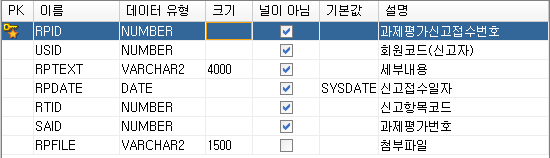 PK 이름 데이터 유형 크기 널이 아님 기본값 설명
RPID NUMBER 과제평가신고접수번호
USID NUMBER 회원코드(신고자)
RPTEXT VARCHAR2 4000 세부내용
RPDATE DATE SYSDATE 신고접수일자
RTID NUMBER 신고항목코드
SAID NUMBER 과제평가번호
RPFILE VARCHAR2 1500 첨부파일